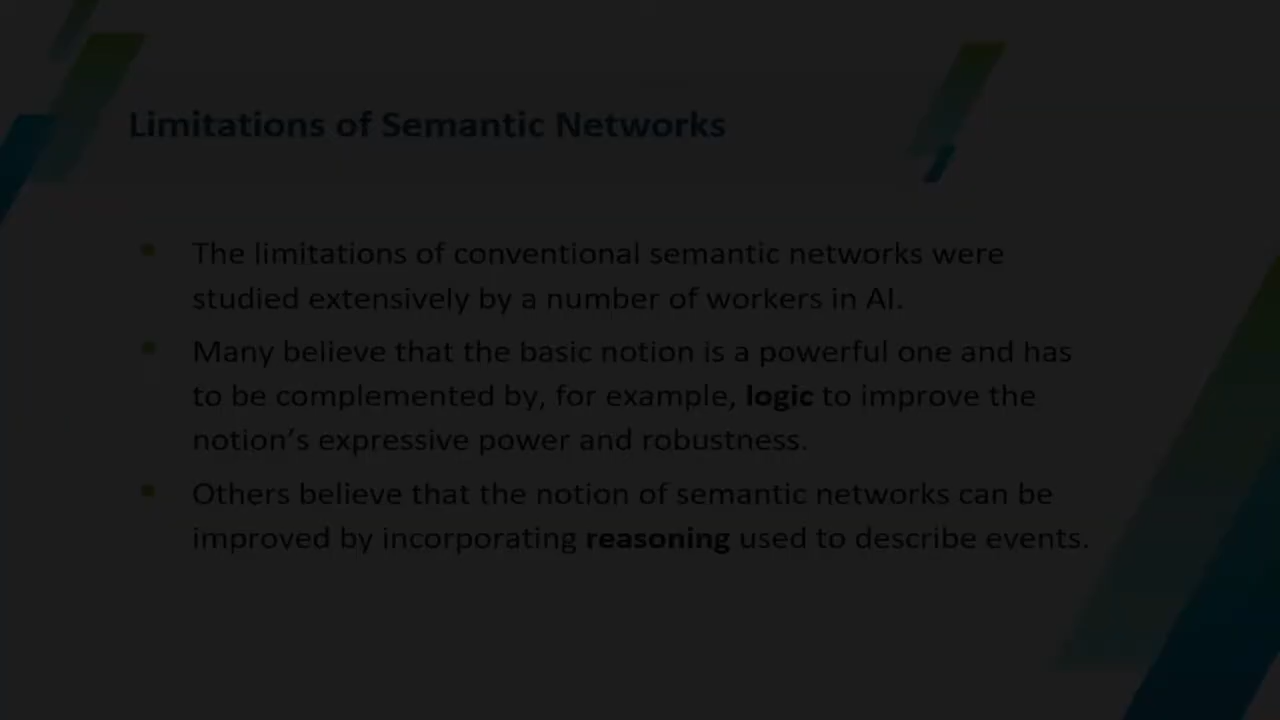 Limitations of Semantic Networks
The limitations of conventional semantic networks were
studied extensively by a number of workers in AI.
Many believe that the basic notion is a powerful one and has
to be complemented by, for example, logic to improve the
notion’s expressive power and robustness.
Others believe that the notion of semantic networks can be
improved by incorporating reasoning used to describe events.